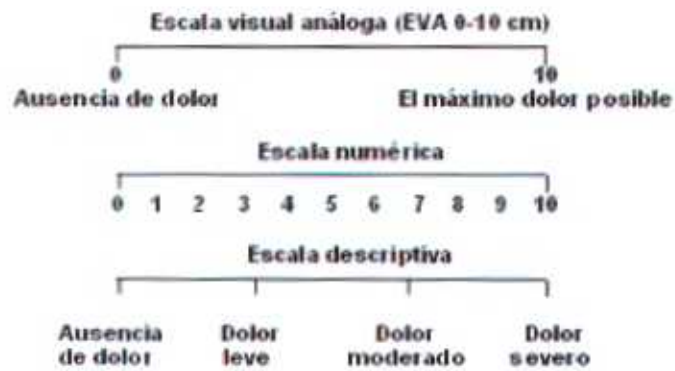 Escala visual análoga (EVA 0-10 cm)
0 10
Ausencia de dolor El máximo dolor posible
Escala numérica
0 1 2 3 4 5 6 7 8 9 10
Escala descriptiva
Ausencia de dolor
Dolor leve
Dolor moderado
Dolor severo